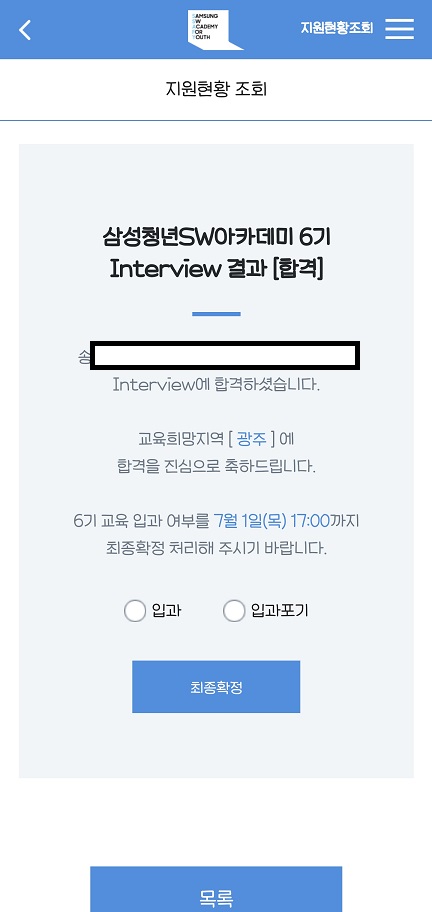 SAMSUNG
SW
ACADEMY
FOR
YOUTH
지원현황조회
지원현황 조회
삼성청년SW아카데미 6기
Interview 결과 [합격]
송
Interview에 합격하셨습니다.
교육희망지역 [ 광주 ] 에
합격을 진심으로 축하드립니다.
6기 교육 입과 여부를 7월 1일(목) 17:00까지
최종확정 처리해 주시기 바랍니다.
입과 입과포기
최종확정
목록